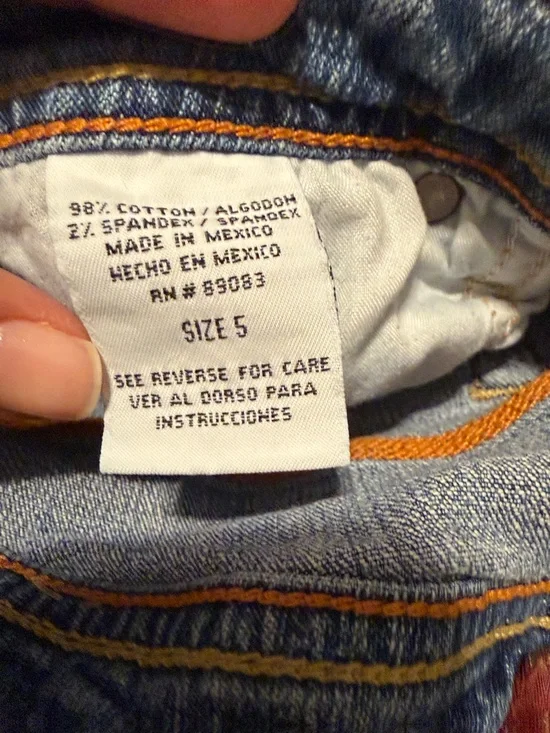 98% COTTON / ALGODON
2% SPANDEX / SPANDEX
MADE IN MEXICO
HECHO EN MEXICO
RN # 89083
SIZE 5
SEE REVERSE FOR CARE
VER AL DORSO PARA
INSTRUCCIONES